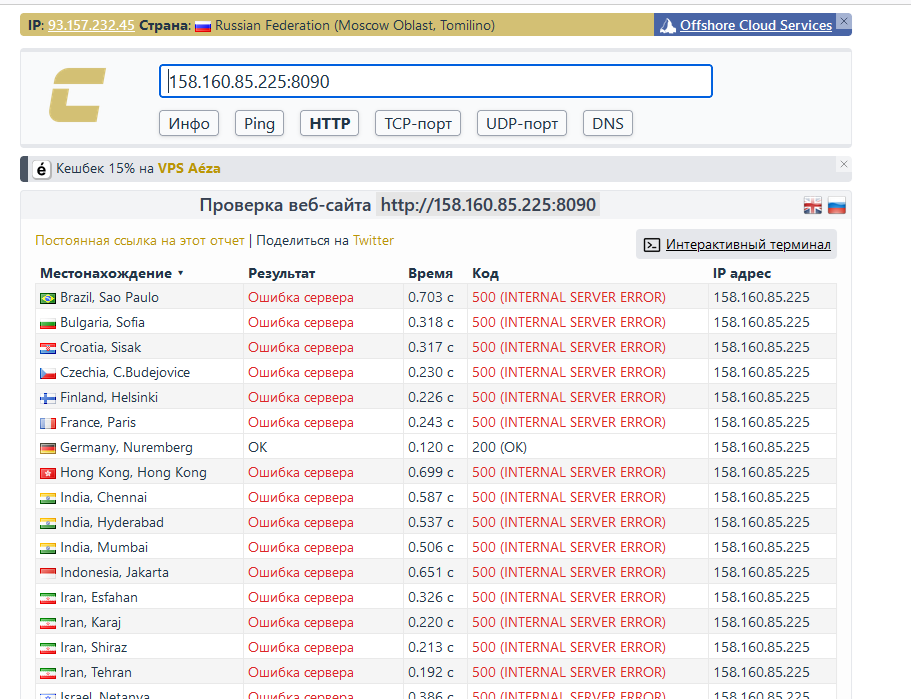 IP: 93.157.232.45 Страна: Russian Federation (Moscow Oblast, Tomilino) Offshore Cloud Services
158.160.85.225:8090
Инфо Ping HTTP TCP-порт UDP-порт DNS
é Кешбек 15% на VPS Aéza
Проверка веб-сайта http://158.160.85.225:8090
Постоянная ссылка на этот отчет | Поделиться на Twitter Интерактивный терминал
Местонахождение Результат Время Код IP адрес
Brazil, Sao Paulo Ошибка сервера 0.703 с 500 (INTERNAL SERVER ERROR) 158.160.85.225
Bulgaria, Sofia Ошибка сервера 0.318 с 500 (INTERNAL SERVER ERROR) 158.160.85.225
Croatia, Sisak Ошибка сервера 0.317 с 500 (INTERNAL SERVER ERROR) 158.160.85.225
Czechia, C.Budejovice Ошибка сервера 0.230 с 500 (INTERNAL SERVER ERROR) 158.160.85.225
Finland, Helsinki Ошибка сервера 0.226 с 500 (INTERNAL SERVER ERROR) 158.160.85.225
France, Paris Ошибка сервера 0.243 с 500 (INTERNAL SERVER ERROR) 158.160.85.225
Germany, Nuremberg OK 0.120 с 200 (OK) 158.160.85.225
Hong Kong, Hong Kong Ошибка сервера 0.699 с 500 (INTERNAL SERVER ERROR) 158.160.85.225
India, Chennai Ошибка сервера 0.587 с 500 (INTERNAL SERVER ERROR) 158.160.85.225
India, Hyderabad Ошибка сервера 0.537 с 500 (INTERNAL SERVER ERROR) 158.160.85.225
India, Mumbai Ошибка сервера 0.506 с 500 (INTERNAL SERVER ERROR) 158.160.85.225
Indonesia, Jakarta Ошибка сервера 0.651 с 500 (INTERNAL SERVER ERROR) 158.160.85.225
Iran, Esfahan Ошибка сервера 0.326 с 500 (INTERNAL SERVER ERROR) 158.160.85.225
Iran, Karaj Ошибка сервера 0.220 с 500 (INTERNAL SERVER ERROR) 158.160.85.225
Iran, Shiraz Ошибка сервера 0.213 с 500 (INTERNAL SERVER ERROR) 158.160.85.225
Iran, Tehran Ошибка сервера 0.192 с 500 (INTERNAL SERVER ERROR) 158.160.85.225
Israel, Netanya Ошибка сервера 0.386 с 500 (INTERNAL SERVER ERROR) 158.160.85.225